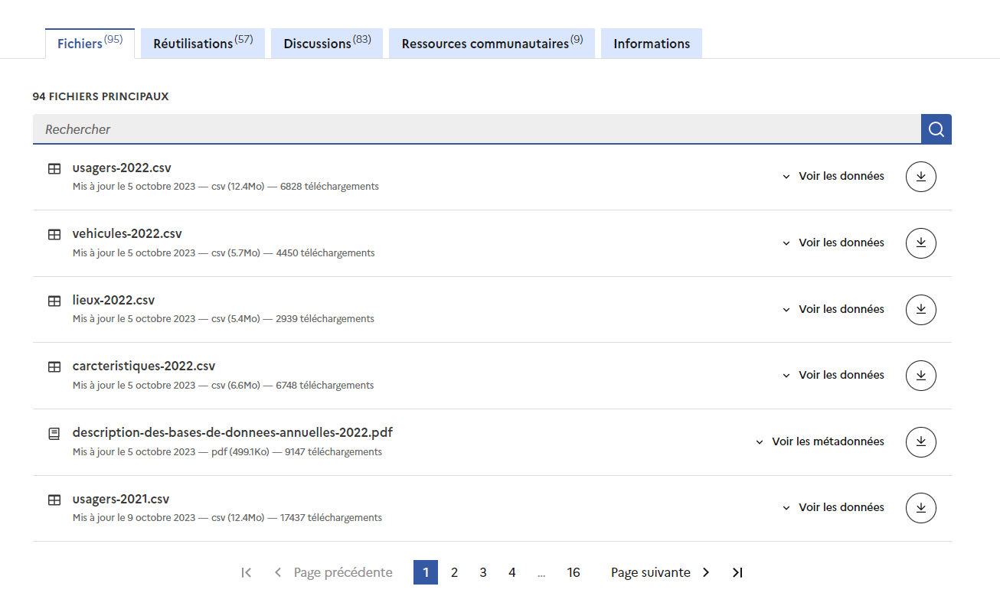 Fichiers (95) Réutilisations (57) Discussions (83) Ressources communautaires (9) Informations
94 FICHIERS PRINCIPAUX
Rechercher
usagers-2022.csv
Mis à jour le 5 octobre 2023 — csv (12.4Mo) — 6828 téléchargements
Voir les données
vehicules-2022.csv
Mis à jour le 5 octobre 2023 — csv (5.7Mo) — 4450 téléchargements
Voir les données
lieux-2022.csv
Mis à jour le 5 octobre 2023 — csv (5.4Mo) — 2939 téléchargements
Voir les données
carcteristiques-2022.csv
Mis à jour le 5 octobre 2023 — csv (6.6Mo) — 6748 téléchargements
Voir les données
description-des-bases-de-donnees-annuelles-2022.pdf
Mis à jour le 5 octobre 2023 — pdf (499.1Ko) — 9147 téléchargements
Voir les métadonnées
usagers-2021.csv
Mis à jour le 9 octobre 2023 — csv (12.4Mo) — 17437 téléchargements
Voir les données
Page précédente 1 2 3 4 ... 16 Page suivante